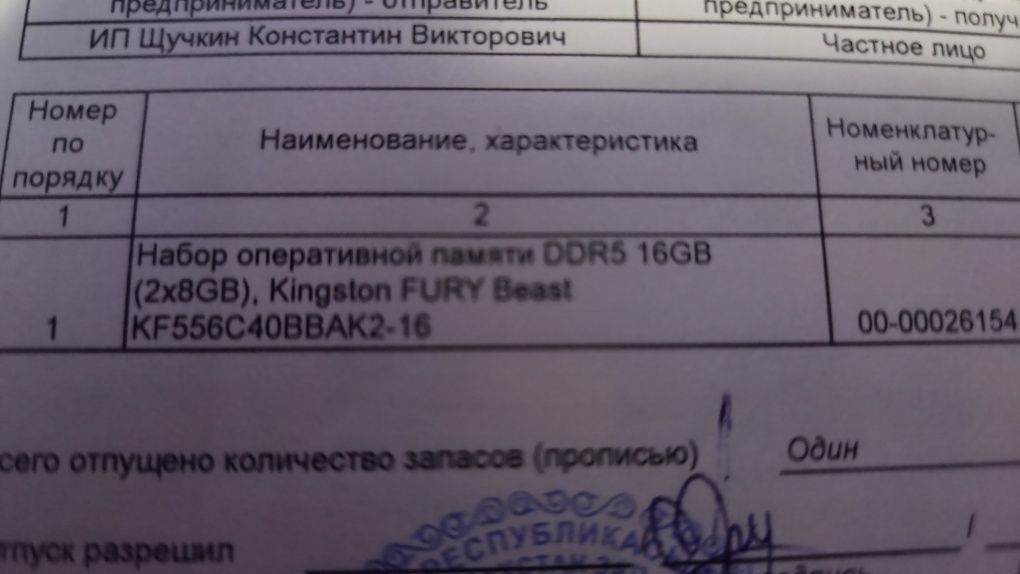 предприниматель) - отправитель
предприниматель) - получ
ИП Щучкин Константин Викторович
Частное лицо
Номер
по
порядку
Наименование, характеристика
Номенклатур-
ный номер
1
2
3
1
Набор оперативной памяти DDR5 16GB
(2x8GB), Kingston FURY Beast
KF556C40BBAK2-16
00-00026154
сего отпущено количество запасов (прописью)
Один
тпуск разрешил
РЕСПУБЛИКА